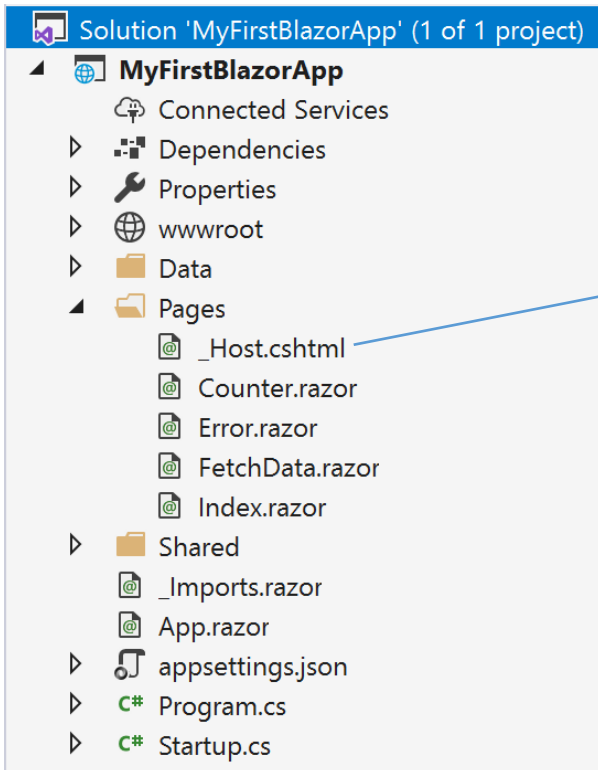 Solution 'MyFirstBlazorApp' (1 of 1 project)
MyFirstBlazorApp
Connected Services
Dependencies
Properties
wwwroot
Data
Pages
_Host.cshtml
Counter.razor
Error.razor
FetchData.razor
Index.razor
Shared
_Imports.razor
App.razor
appsettings.json
C# Program.cs
C# Startup.cs